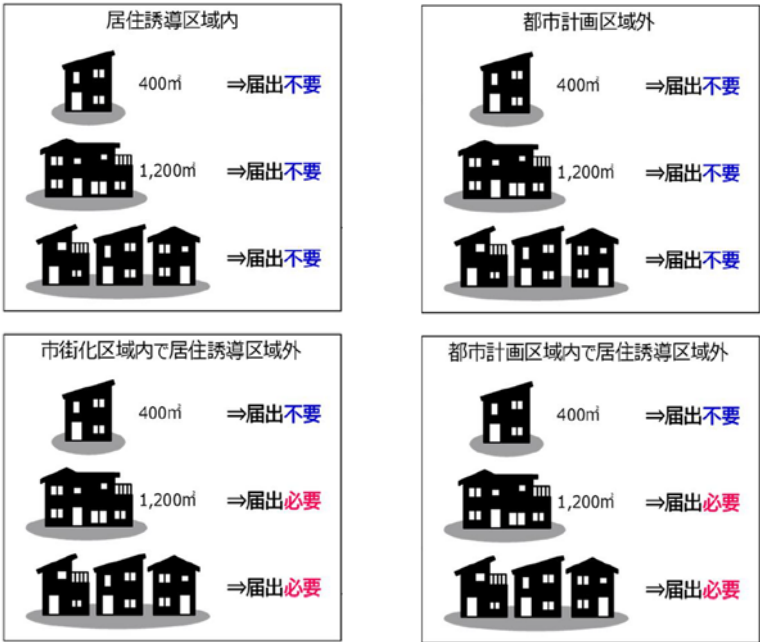 居住誘導区域内
400㎡ ⇒届出不要
1,200㎡ ⇒届出不要
⇒届出不要
都市計画区域外
400㎡ ⇒届出不要
1,200㎡ ⇒届出不要
⇒届出不要
市街化区域内で居住誘導区域外
400㎡ ⇒届出不要
1,200㎡ ⇒届出必要
⇒届出必要
都市計画区域内で居住誘導区域外
400㎡ ⇒届出不要
1,200㎡ ⇒届出必要
⇒届出必要